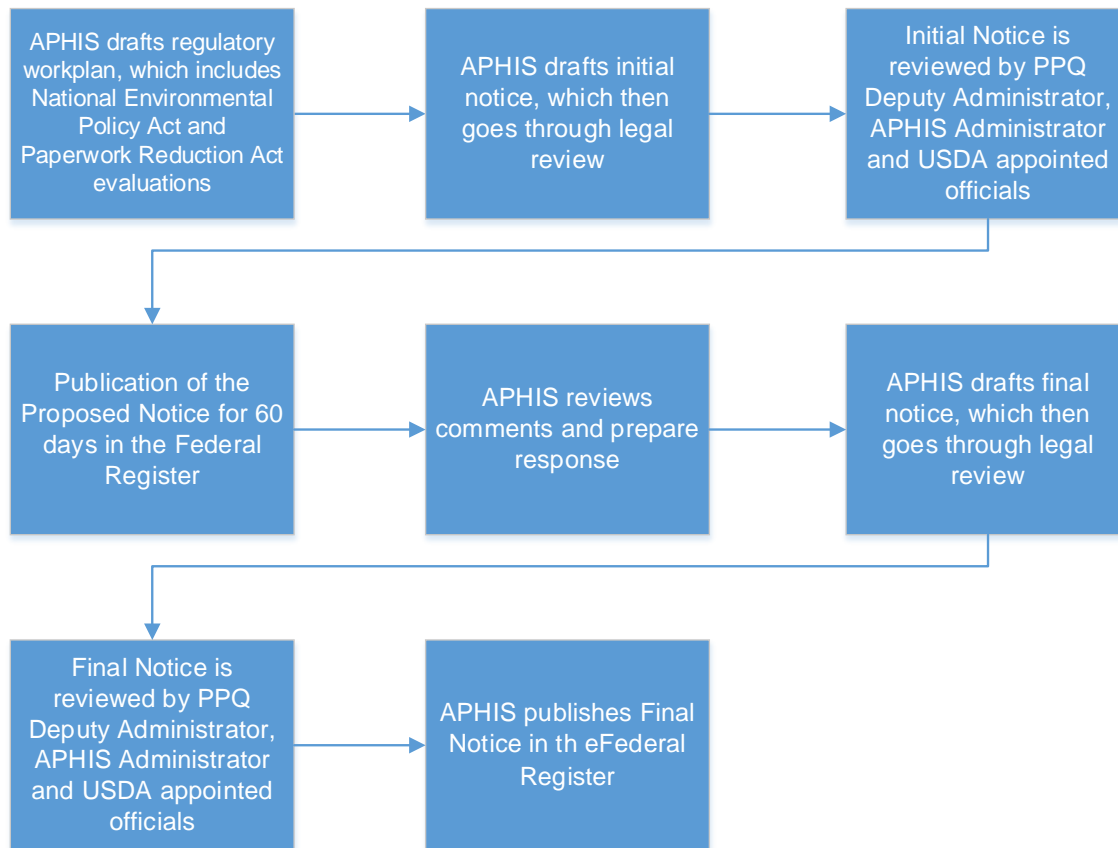 APHIS drafts regulatory
workplan, which includes
National Environmental
Policy Act and
Paperwork Reduction Act
evaluations
APHIS drafts initial
notice, which then
goes through legal
review
Initial Notice is
reviewed by PPQ
Deputy Administrator,
APHIS Administrator
and USDA appointed
officials
Publication of the
Proposed Notice for 60
days in the Federal
Register
APHIS reviews
comments and prepare
response
APHIS drafts final
notice, which then
goes through legal
review
Final Notice is
reviewed by PPQ
Deputy Administrator,
APHIS Administrator
and USDA appointed
officials
APHIS publishes Final
Notice in th eFederal
Register